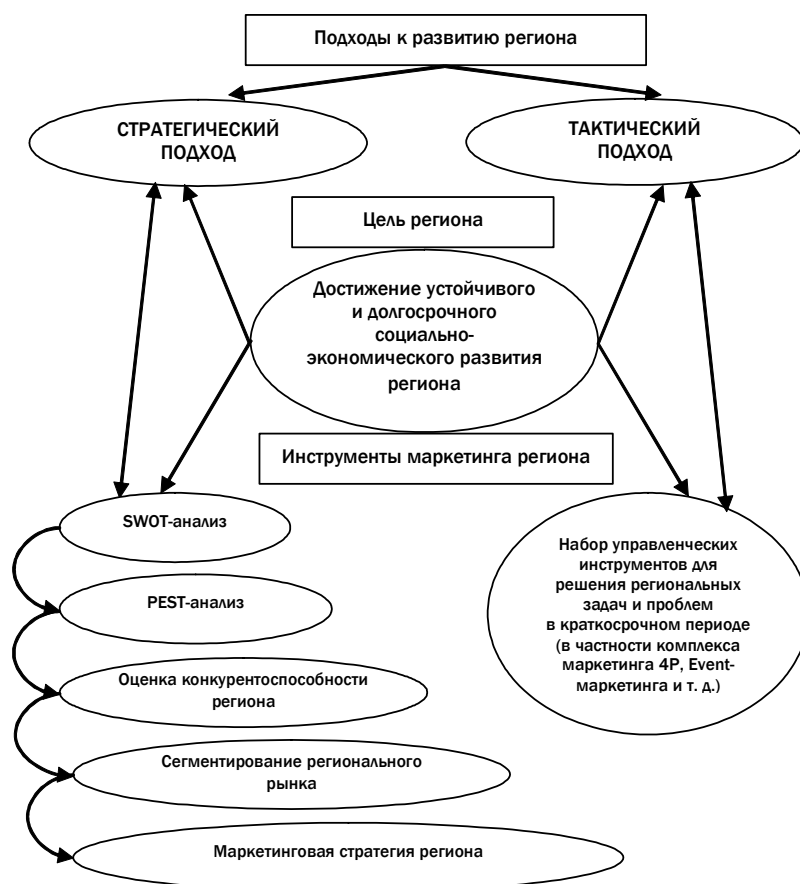 Подходы к развитию региона
СТРАТЕГИЧЕСКИЙ
ПОДХОД
ТАКТИЧЕСКИЙ
ПОДХОД
Цель региона
Достижение устойчивого
и долгосрочного
социально-
экономического развития
региона
Инструменты маркетинга региона
SWOT-анализ
PEST-анализ
Оценка конкурентоспособности
региона
Сегментирование регионального
рынка
Маркетинговая стратегия региона
Набор управленческих
инструментов для
решения региональных
задач и проблем
в краткосрочном периоде
(в частности комплекса
маркетинга 4P, Event-
маркетинга и т. д.)